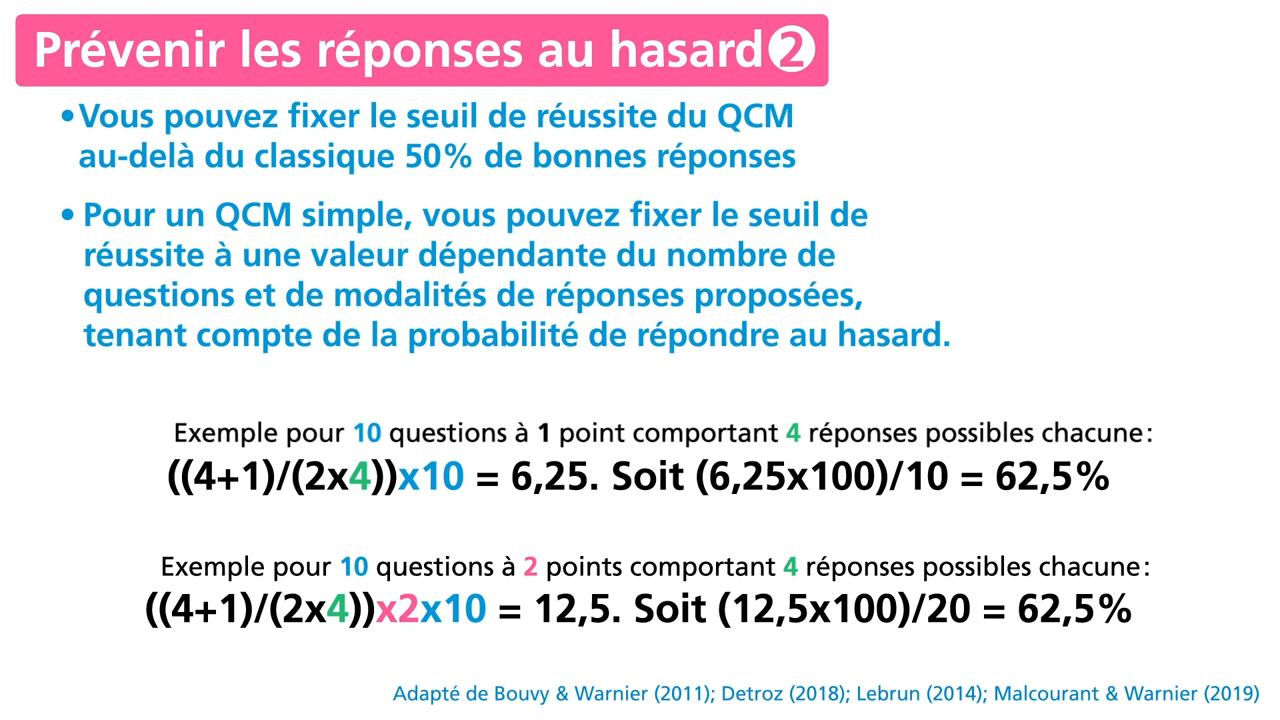 Prévenir les réponses au hasard❷
•Vous pouvez fixer le seuil de réussite du QCM
au-delà du classique 50% de bonnes réponses
• Pour un QCM simple, vous pouvez fixer le seuil de
réussite à une valeur dépendante du nombre de
questions et de modalités de réponses proposées,
tenant compte de la probabilité de répondre au hasard.
Exemple pour 10 questions à 1 point comportant 4 réponses possibles chacune:
((4+1)/(2x4))x10 = 6,25. Soit (6,25x100)/10 = 62,5%
Exemple pour 10 questions à 2 points comportant 4 réponses possibles chacune:
((4+1)/(2x4))x2x10 = 12,5. Soit (12,5x100)/20 = 62,5%
Adapté de Bouvy & Warnier (2011); Detroz (2018); Lebrun (2014); Malcourant & Warnier (2019)